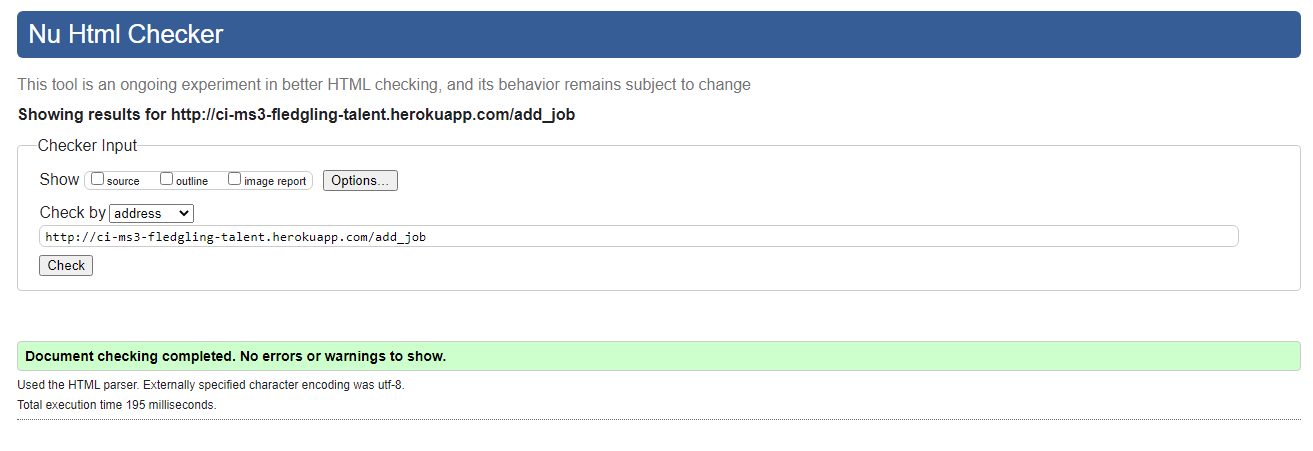 Nu Html Checker
This tool is an ongoing experiment in better HTML checking, and its behavior remains subject to change
Showing results for http://ci-ms3-fledgling-talent.herokuapp.com/add_job
Checker Input
Show source outline image report Options...
Check by address
http://ci-ms3-fledgling-talent.herokuapp.com/add_job
Check
Document checking completed. No errors or warnings to show.
Used the HTML parser. Externally specified character encoding was utf-8.
Total execution time 195 milliseconds.